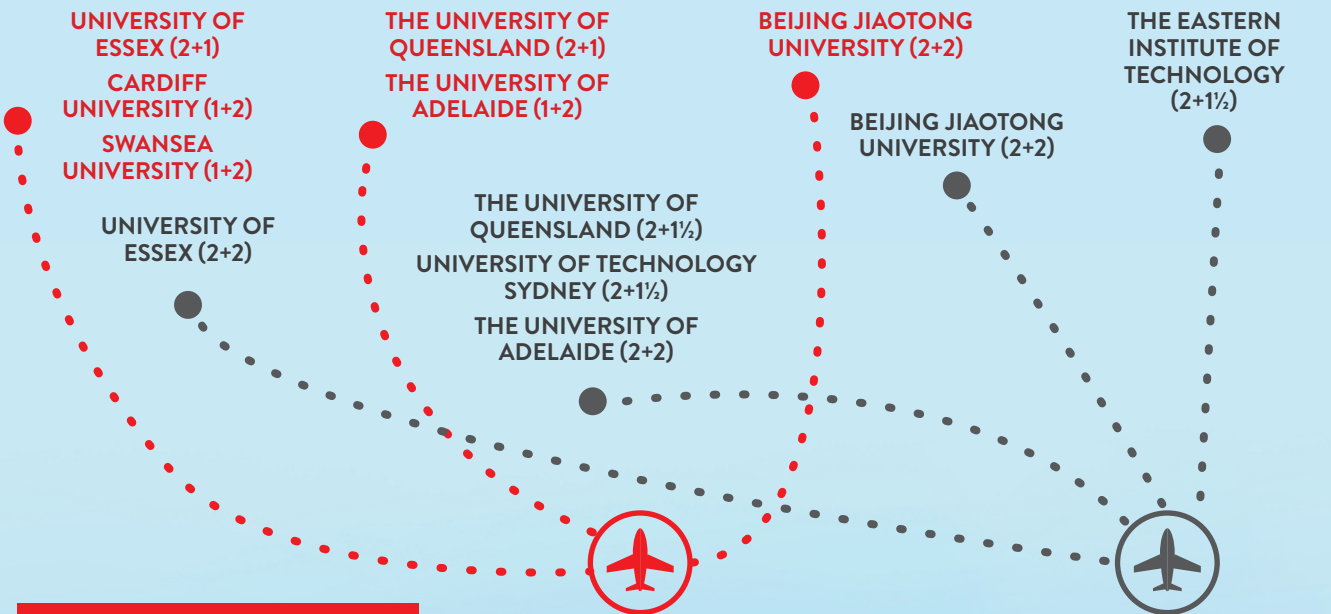 UNIVERSITY OF
ESSEX (2+1)
CARDIFF
UNIVERSITY (1+2)
SWANSEA
UNIVERSITY (1+2)
UNIVERSITY OF
ESSEX (2+2)
THE UNIVERSITY OF
QUEENSLAND (2+1)
THE UNIVERSITY OF
ADELAIDE (1+2)
THE UNIVERSITY OF
QUEENSLAND (2+1½)
UNIVERSITY OF TECHNOLOGY
SYDNEY (2+1½)
THE UNIVERSITY OF
ADELAIDE (2+2)
BEIJING JIAOTONG
UNIVERSITY (2+2)
BEIJING JIAOTONG
UNIVERSITY (2+2)
THE EASTERN
INSTITUTE OF
TECHNOLOGY
(2+1½)